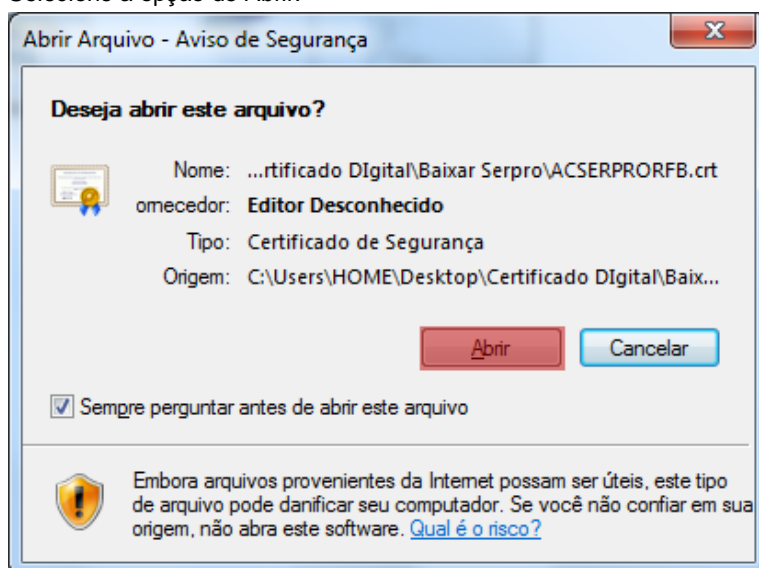 Abrir Arquivo - Aviso de Segurança
Deseja abrir este arquivo?
Nome: ...rtificado DIgital\Baixar Serpro\ACSERPRORFB.crt
ornecedor: Editor Desconhecido
Tipo: Certificado de Segurança
Origem: C:\Users\HOME\Desktop\Certificado DIgital\Baix...
Abrir Cancelar
Sempre perguntar antes de abrir este arquivo
Embora arquivos provenientes da Internet possam ser úteis, este tipo
de arquivo pode danificar seu computador. Se você não confiar em sua
origem, não abra este software. Qual é o risco?